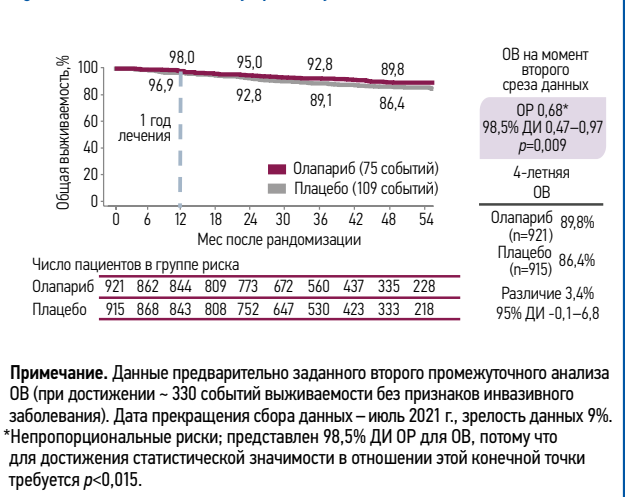 Общая выживаемость,%
100
80
60
40
20
0
98,0 95,0 92,8 89,8
96,9 92,8 89,1 86,4
1 год
лечения
Олапариб (75 событий)
Плацебо (109 событий)
0 6 12 18 24 30 36 42 48 54
Мес после рандомизации
Число пациентов в группе риска
Олапариб 921 862 844 809 773 672 560 437 335 228
Плацебо 915 868 843 808 752 647 530 423 333 218
ОВ на момент
второго
среза данных
ОР 0,68*
98,5% ДИ 0,47–0,97
p=0,009
4-летняя
ОВ
Олапариб 89,8%
(n=921)
Плацебо 86,4%
(n=915)
Различие 3,4%
95% ДИ -0,1–6,8
Примечание. Данные предварительно заданного второго промежуточного анализа
ОВ (при достижении ~ 330 событий выживаемости без признаков инвазивного
заболевания). Дата прекращения сбора данных – июль 2021 г., зрелость данных 9%.
*Непропорциональные риски; представлен 98,5% ДИ ОР для ОВ, потому что
для достижения статистической значимости в отношении этой конечной точки
требуется p<0,015.